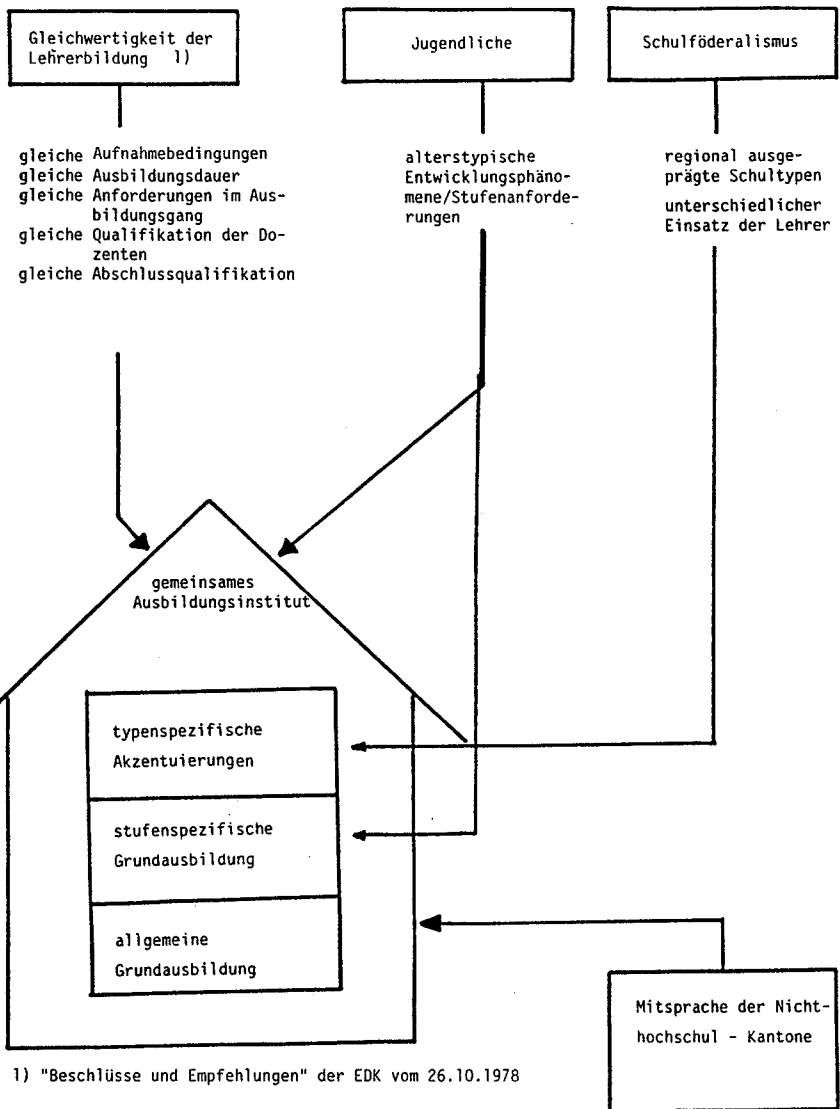 Gleichwertigkeit der
Lehrerbildung 1)
gleiche Aufnahmebedingungen
gleiche Ausbildungsdauer
gleiche Anforderungen im Aus-
bildungsgang
gleiche Qualifikation der Do-
zenten
gleiche Abschlussqualifikation
Jugendliche
alterstypische
Entwicklungsphäno-
mene/Stufenanforde-
rungen
Schulföderalismus
regional ausge-
prägte Schultypen
unterschiedlicher
Einsatz der Lehrer
gemeinsames
Ausbildungsinstitut
typenspezifische
Akzentuierungen
stufenspezifische
Grundausbildung
allgemeine
Grundausbildung
Mitsprache der Nicht-
hochschul - Kantone
1) "Beschlüsse und Empfehlungen" der EDK vom 26.10.1978